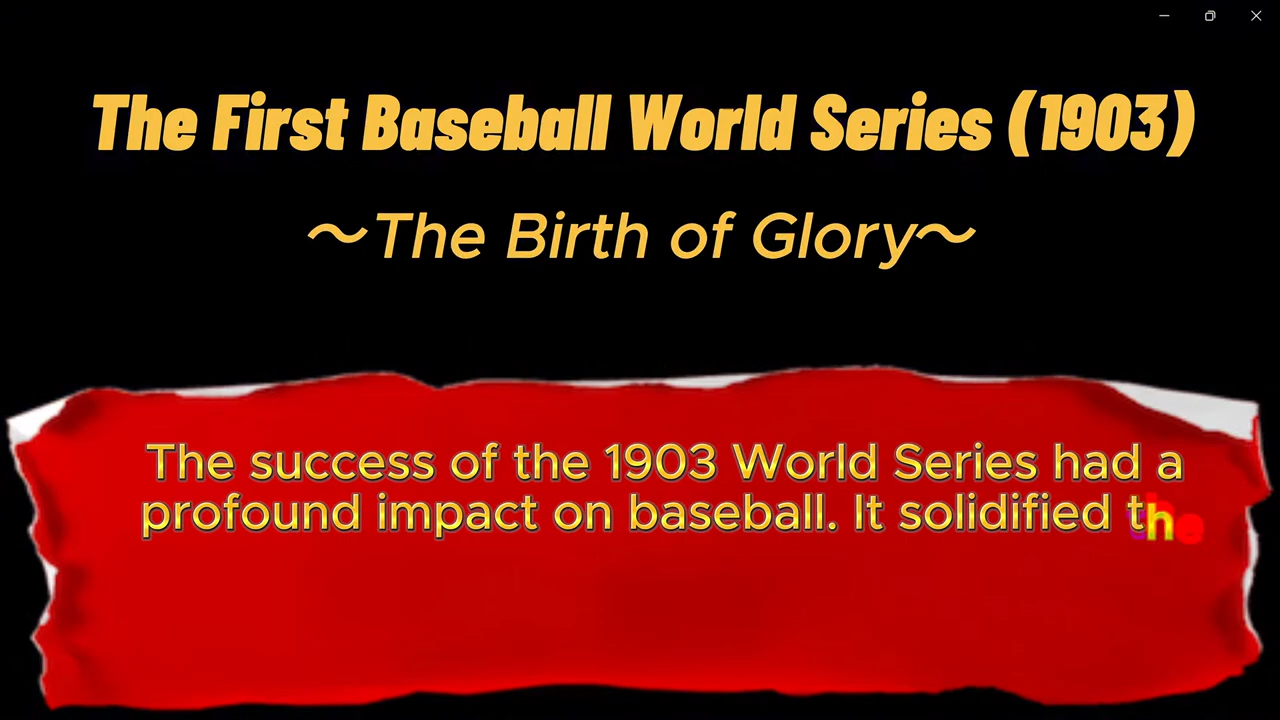 The First Baseball World Series (1903)
～The Birth of Glory～
The success of the 1903 World Series had a
profound impact on baseball. It solidified the